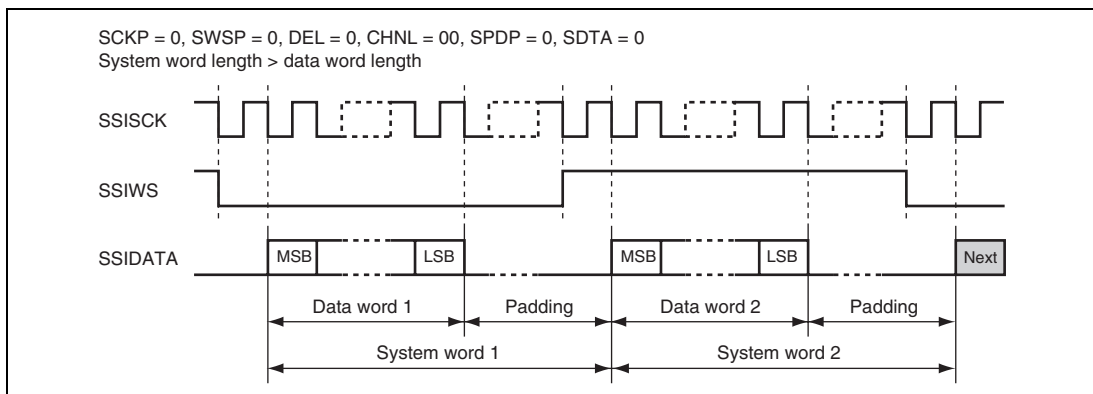 SCKP = 0, SWSP = 0, DEL = 0, CHNL = 00, SPDP = 0, SDTA = 0
System word length > data word length
SSISCK
SSIWS
SSIDATA
MSB LSB MSB LSB Next
Data word 1 Padding Data word 2 Padding
System word 1 System word 2